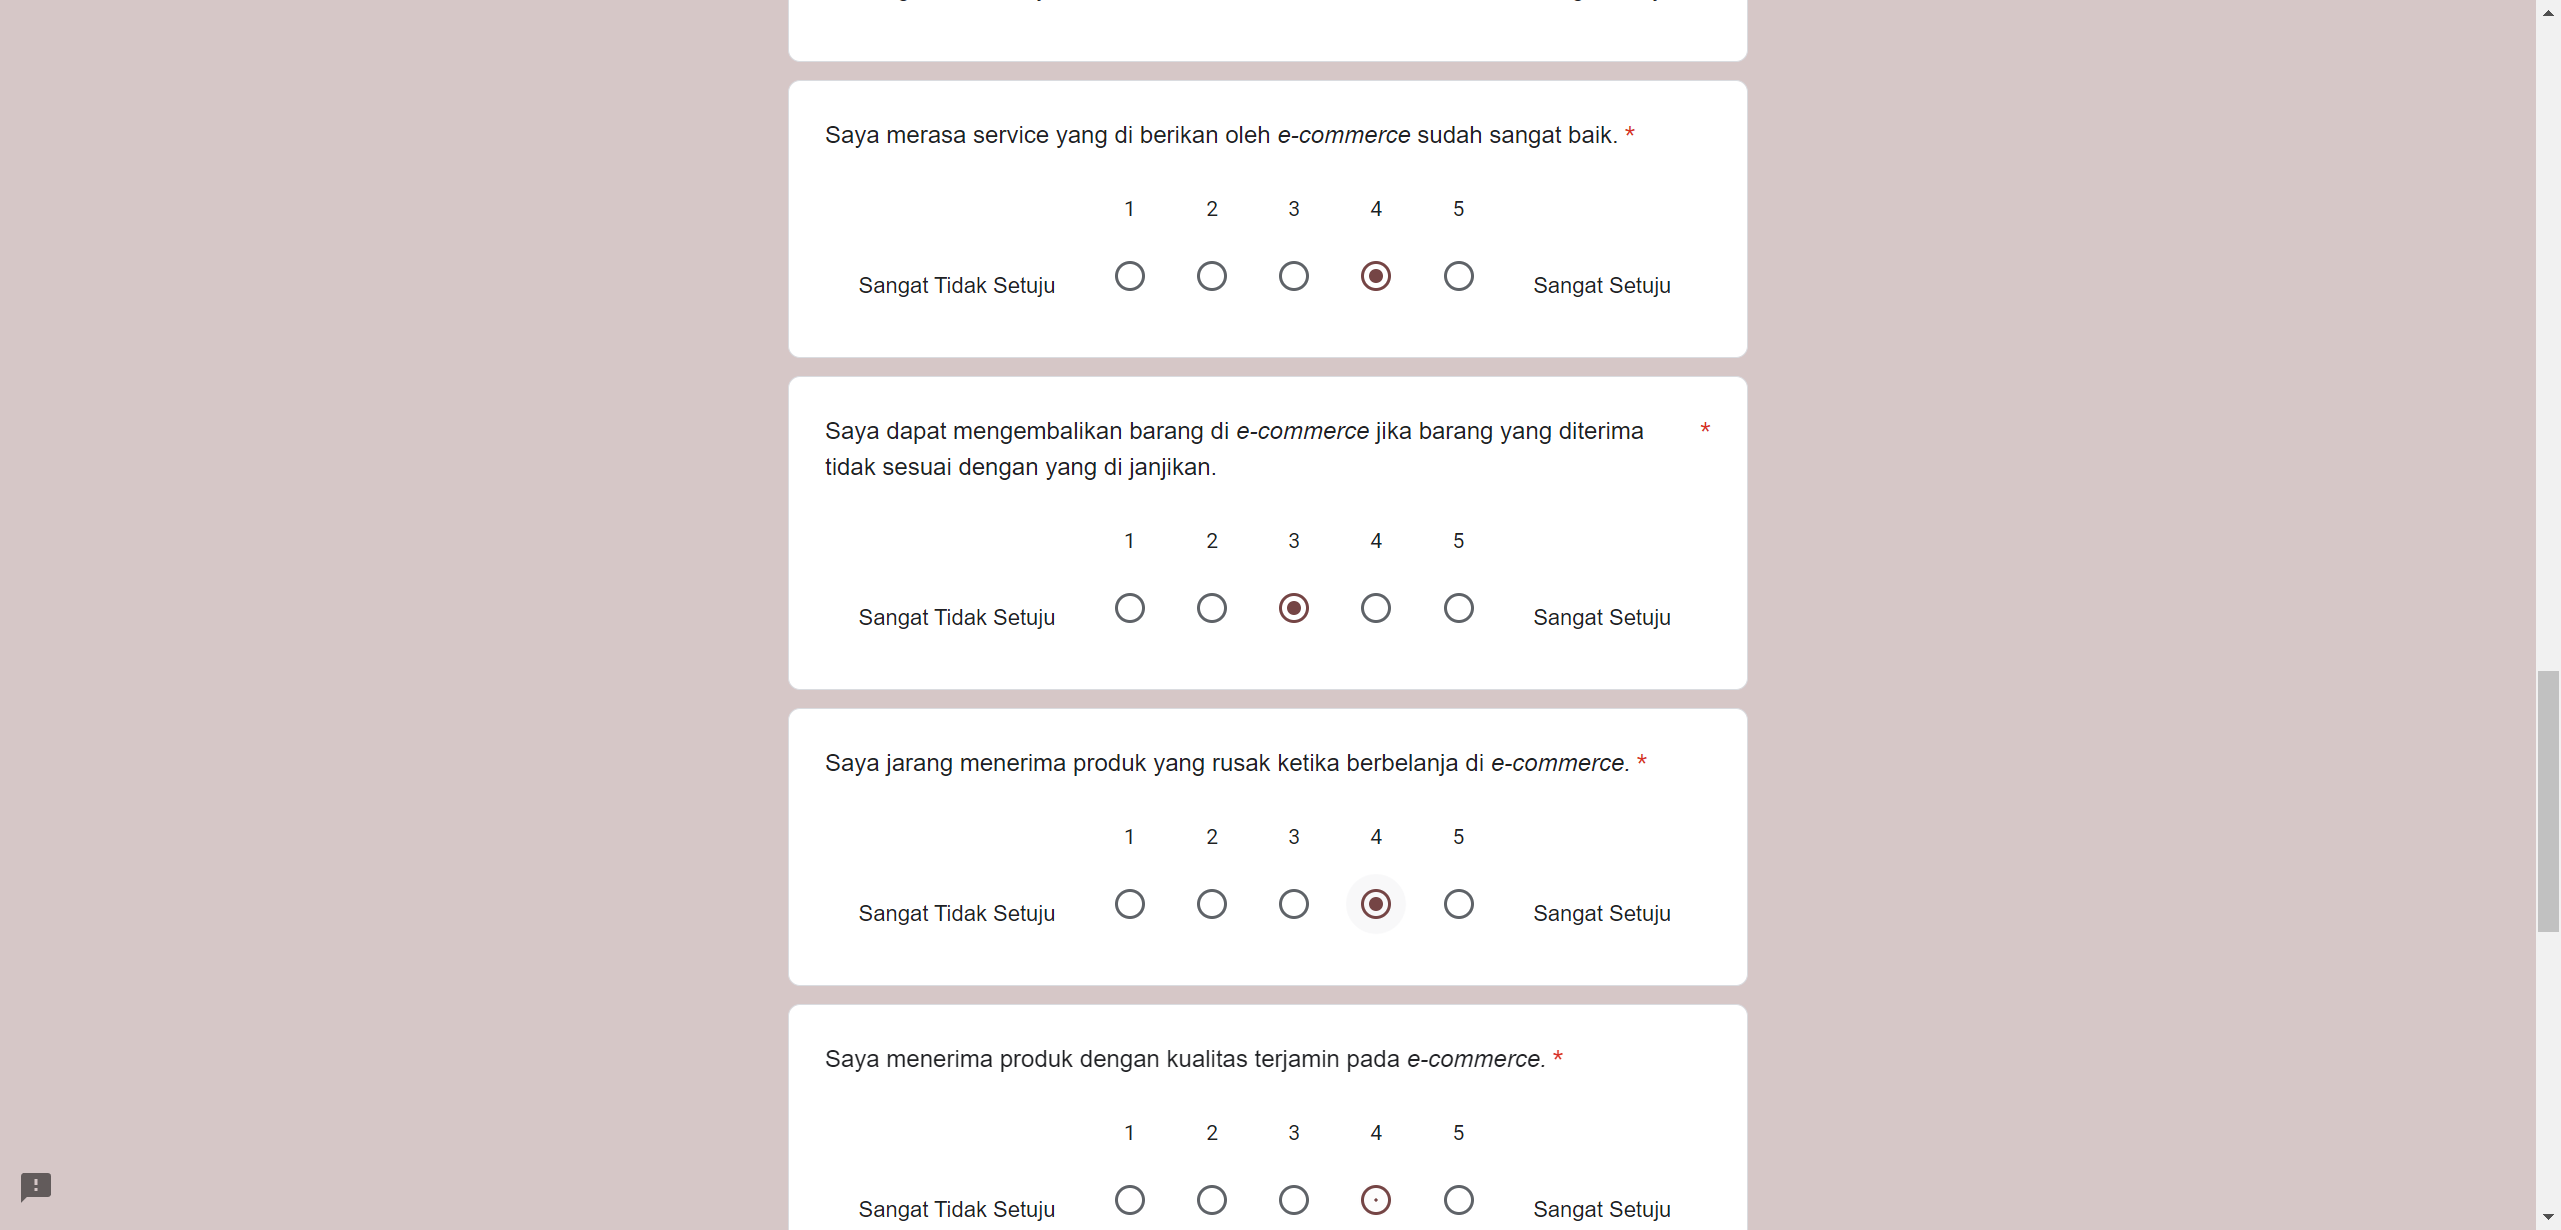 Saya merasa service yang di berikan oleh e-commerce sudah sangat baik. *
1 2 3 4 5
Sangat Tidak Setuju Sangat Setuju
Saya dapat mengembalikan barang di e-commerce jika barang yang diterima *
tidak sesuai dengan yang di janjikan.
1 2 3 4 5
Sangat Tidak Setuju Sangat Setuju
Saya jarang menerima produk yang rusak ketika berbelanja di e-commerce. *
1 2 3 4 5
Sangat Tidak Setuju Sangat Setuju
Saya menerima produk dengan kualitas terjamin pada e-commerce. *
1 2 3 4 5
Sangat Tidak Setuju Sangat Setuju